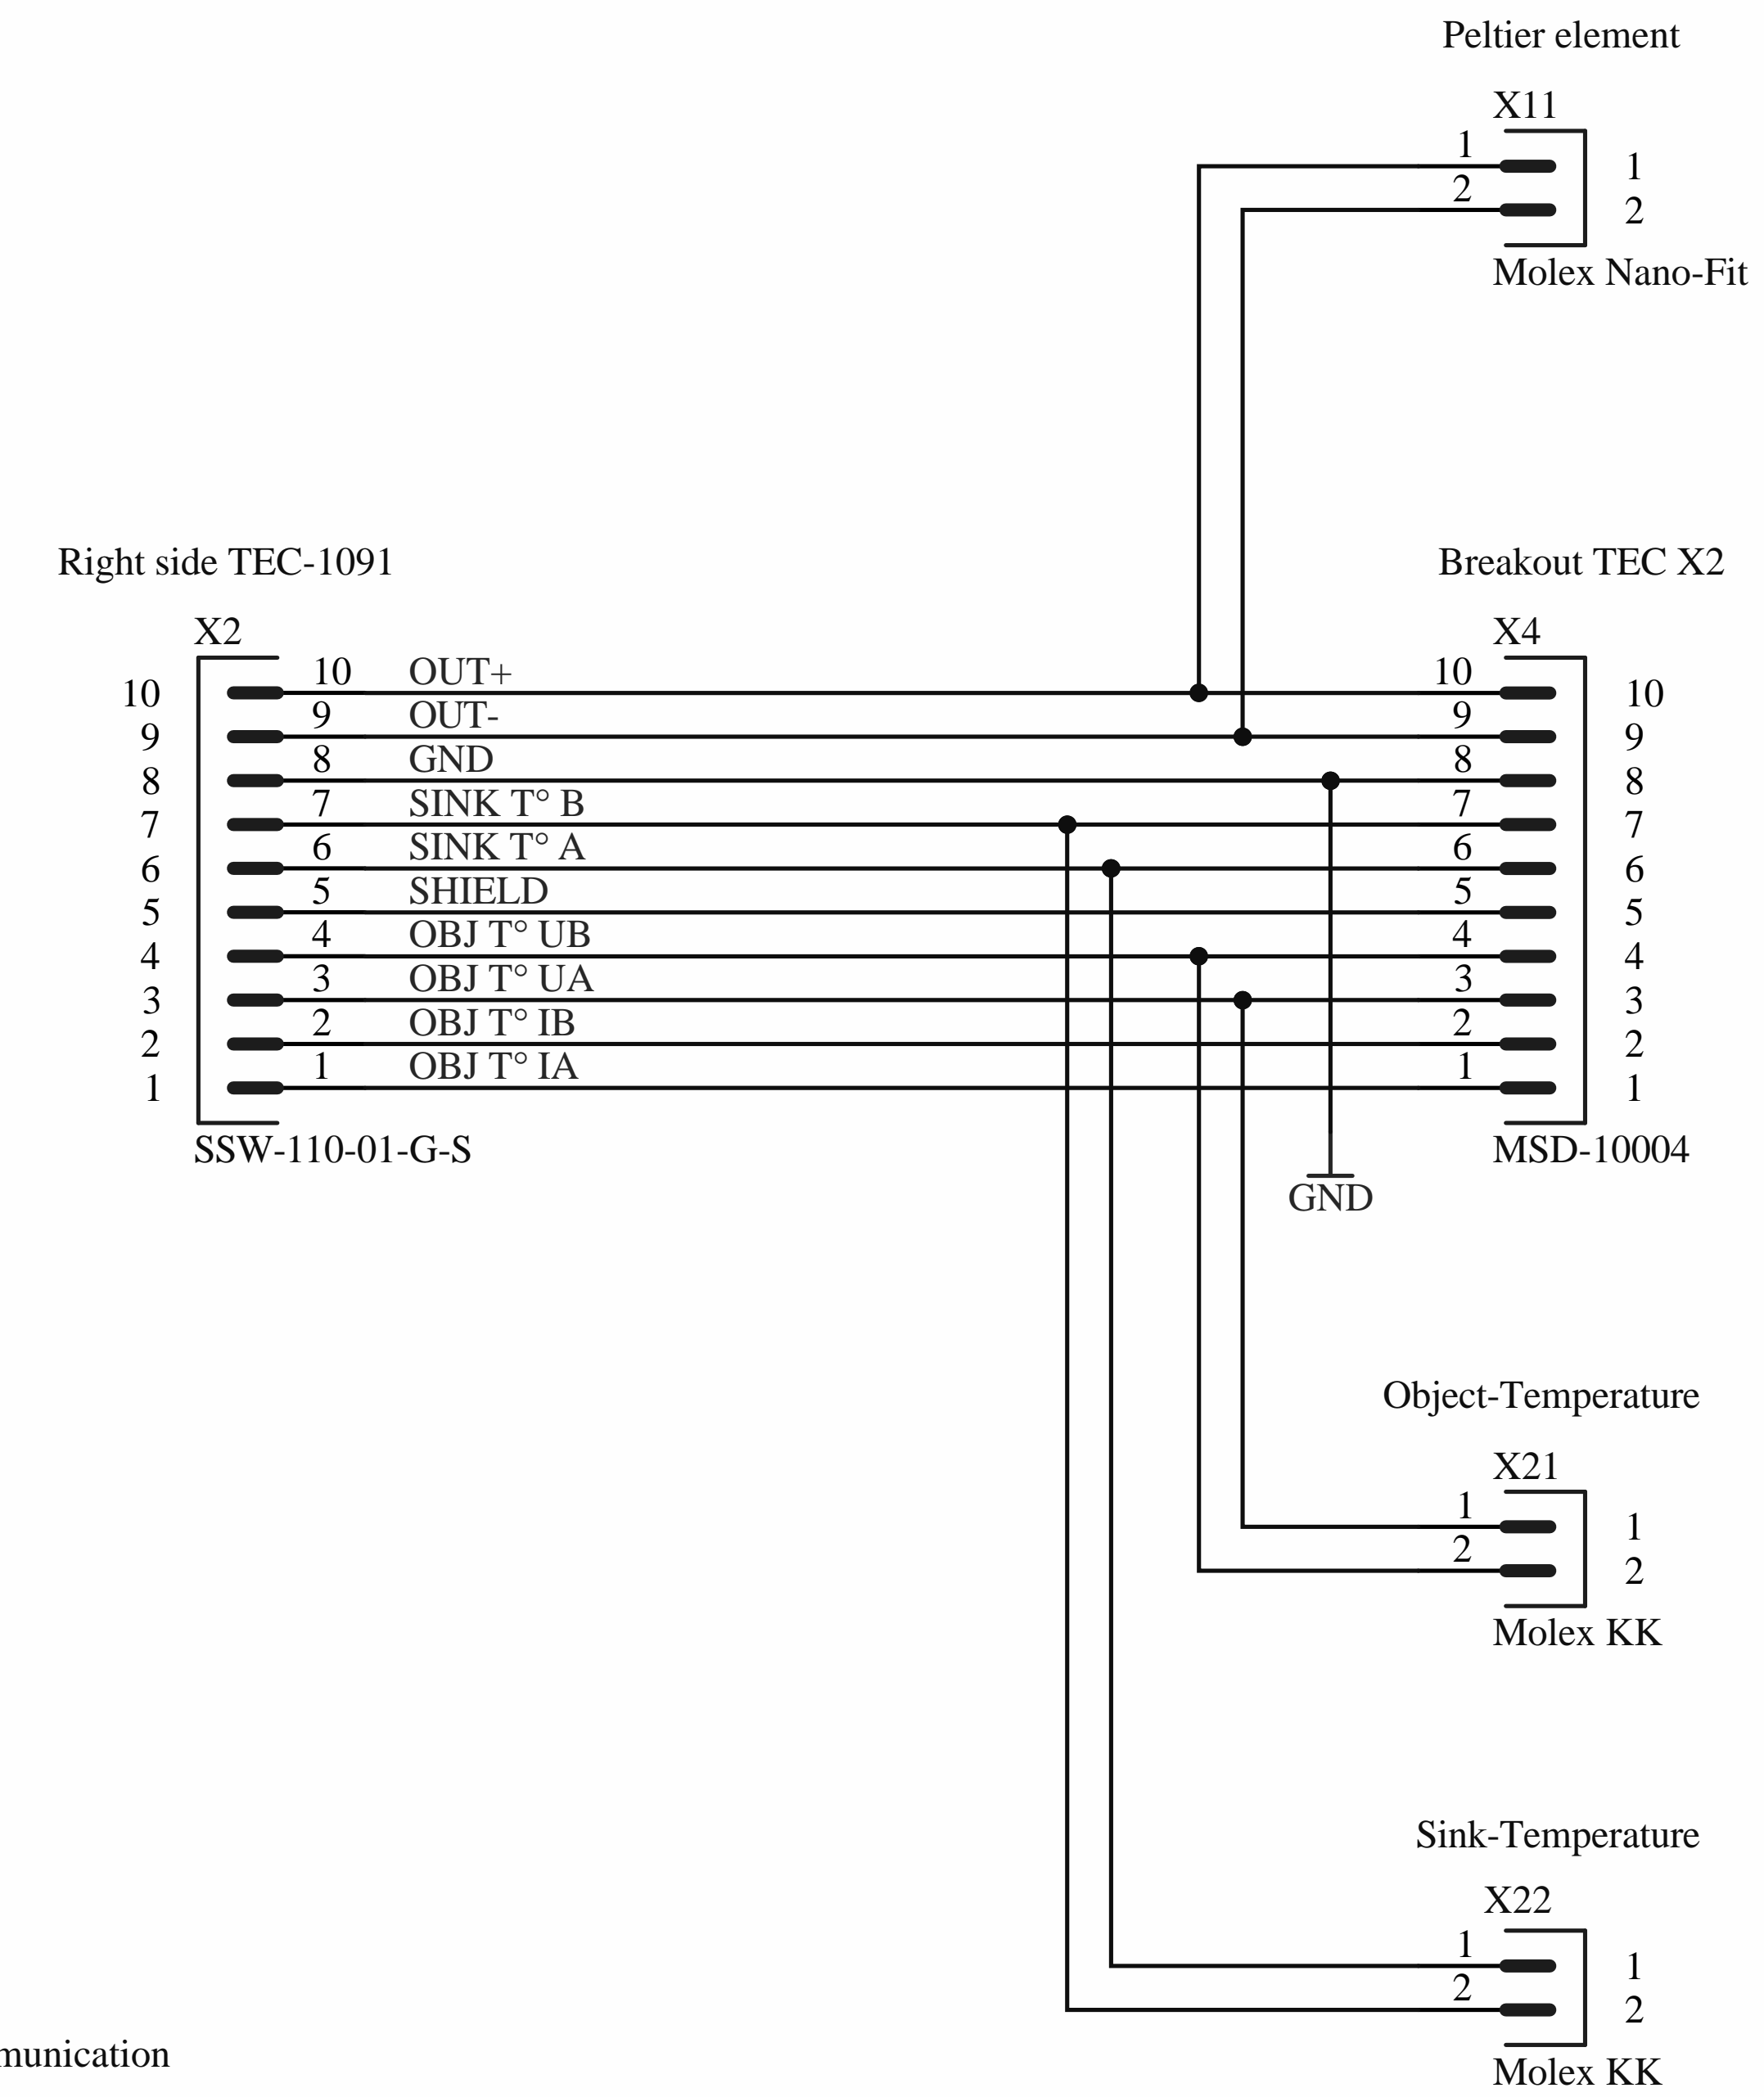 Peltier element
X11
1 1
2 2
Molex Nano-Fit
Right side TEC-1091 Breakout TEC X2
X2 X4
10 10 OUT+ 10 10
9 9 OUT- 9 9
8 8 GND 8 8
7 7 SINK T° B 7 7
6 6 SINK T° A 6 6
5 5 SHIELD 5 5
4 4 OBJ T° UB 4 4
3 3 OBJ T° UA 3 3
2 2 OBJ T° IB 2 2
1 1 OBJ T° IA 1 1
SSW-110-01-G-S MSD-10004
GND
Object-Temperature
X21
1 1
2 2
Molex KK
Sink-Temperature
X22
1 1
2 2
munication
Molex KK